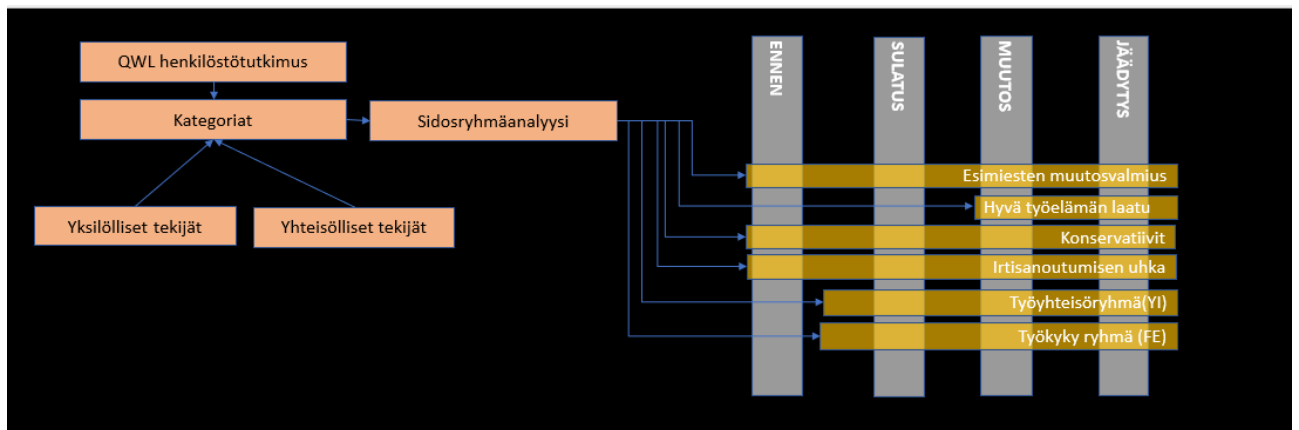 QWL henkilöstötutkimus
Kategoriat
Sidosryhmäanalyysi
Yksilölliset tekijät
Yhteisölliset tekijät
ENNEN
SULATUS
MUUTOS
JÄÄDYTYS
Esimiesten muutosvalmius
Hyvä työelämän laatu
Konservatiivit
Irtisanoutumisen uhka
Työyhteisöryhmä(YI)
Työkyky ryhmä (FE)